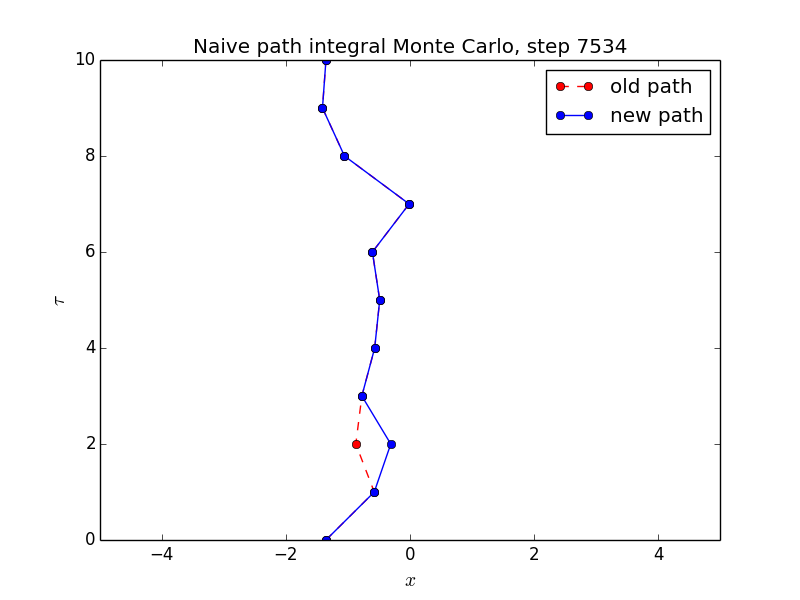 Naive path integral Monte Carlo, step 7534
old path
new path
10
8
6
4
2
0
τ
−4 −2 0 2 4
x